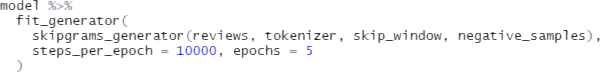 model %>%
  fit_generator(
    skipgrams_generator(reviews, tokenizer, skip_window, negative_samples),
    steps_per_epoch = 10000, epochs = 5
  )